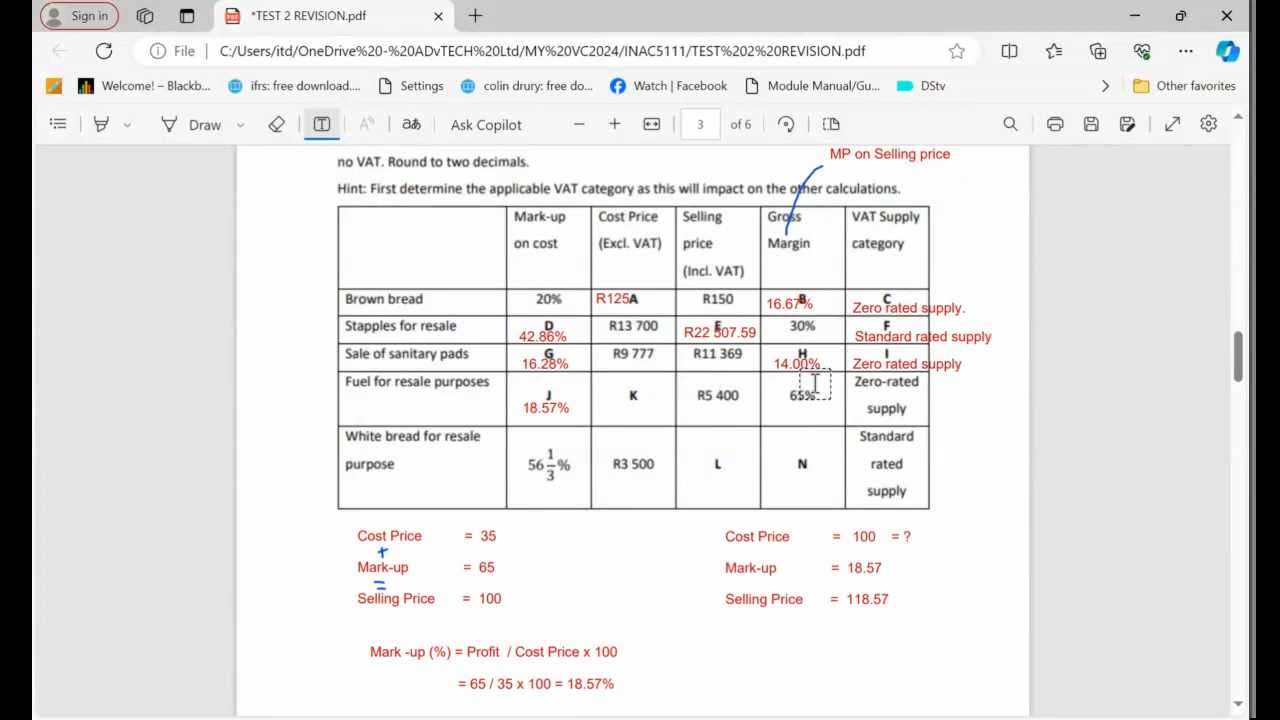 Sign in
*TEST 2 REVISION.pdf
File C:/Users/itd/OneDrive%20-%20ADvTECH%20Ltd/MY%20VC2024/INAC5111/TEST%202%20REVISION.pdf
Welcome! – Blackb... ifrs: free download.... Settings colin drury: free do... Watch | Facebook Module Manual/Gu... DStv Other favorites
Draw Ask Copilot 3 of 6
no VAT. Round to two decimals.
MP on Selling price
Hint: First determine the applicable VAT category as this will impact on the other calculations.
Mark-up on cost
Cost Price (Excl. VAT)
Selling price (Incl. VAT)
Gross Margin
VAT Supply category
Brown bread 20% R125 A R150 16.67% B C Zero rated supply.
Stapples for resale D 42.86% R13 700 E R22 507.59 30% F Standard rated supply
Sale of sanitary pads G 16.28% R9 777 R11 369 H 14.00% I Zero rated supply
Fuel for resale purposes J 18.57% K R5 400 65% Zero-rated supply
White bread for resale purpose 56 1/3 % R3 500 L N Standard rated supply
Cost Price = 35
+
Mark-up = 65
=
Selling Price = 100
Cost Price = 100 = ?
Mark-up = 18.57
Selling Price = 118.57
Mark -up (%) = Profit / Cost Price x 100
= 65 / 35 x 100 = 18.57%